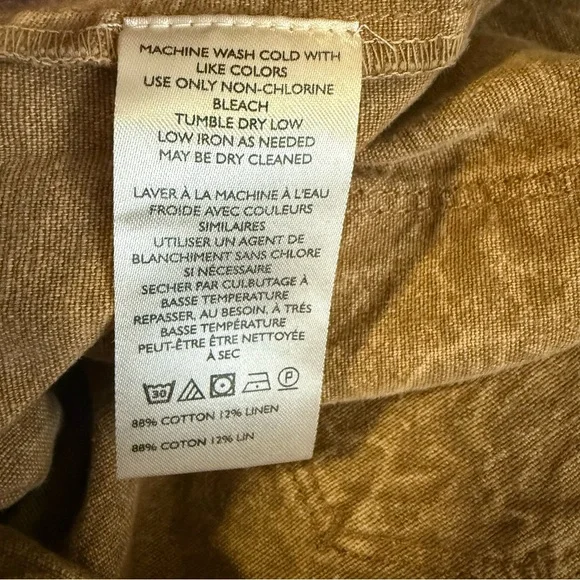 MACHINE WASH COLD WITH
LIKE COLORS
USE ONLY NON-CHLORINE
BLEACH
TUMBLE DRY LOW
LOW IRON AS NEEDED
MAY BE DRY CLEANED
LAVER À LA MACHINE À L'EAU
FROIDE AVEC COULEURS
SIMILAIRES
UTILISER UN AGENT DE
BLANCHIMENT SANS CHLORE
SI NÉCESSAIRE
SECHER PAR CULBUTAGE À
BASSE TEMPERATURE
REPASSER, AU BESOIN, À TRÉS
BASSE TEMPÉRATURE
PEUT-ÊTRE ÊTRE NETTOYÉE
À SEC
30 P
88% COTTON 12% LINEN
88% COTON 12% LIN